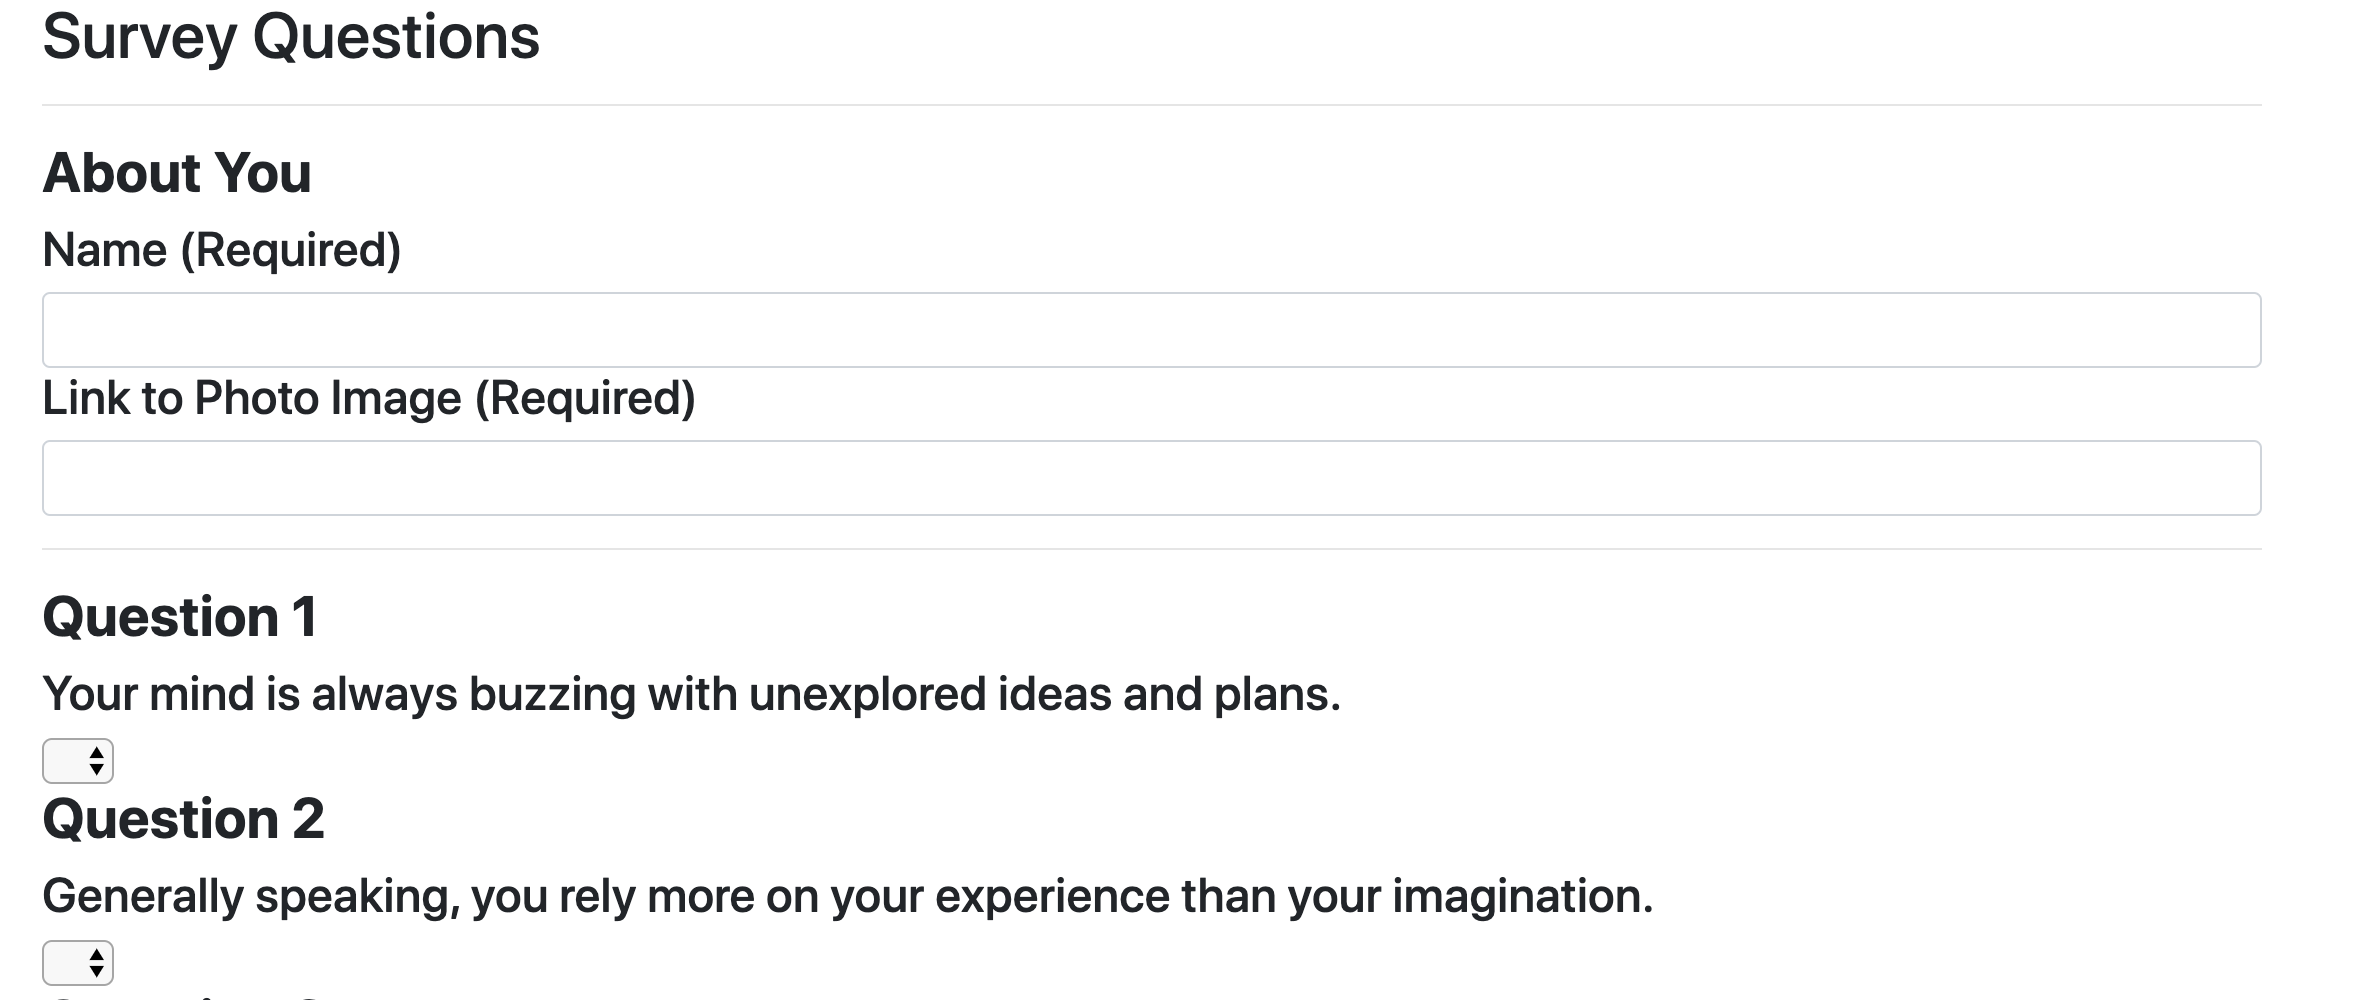 Survey Questions
About You
Name (Required)
Link to Photo Image (Required)
Question 1
Your mind is always buzzing with unexplored ideas and plans.
Question 2
Generally speaking, you rely more on your experience than your imagination.